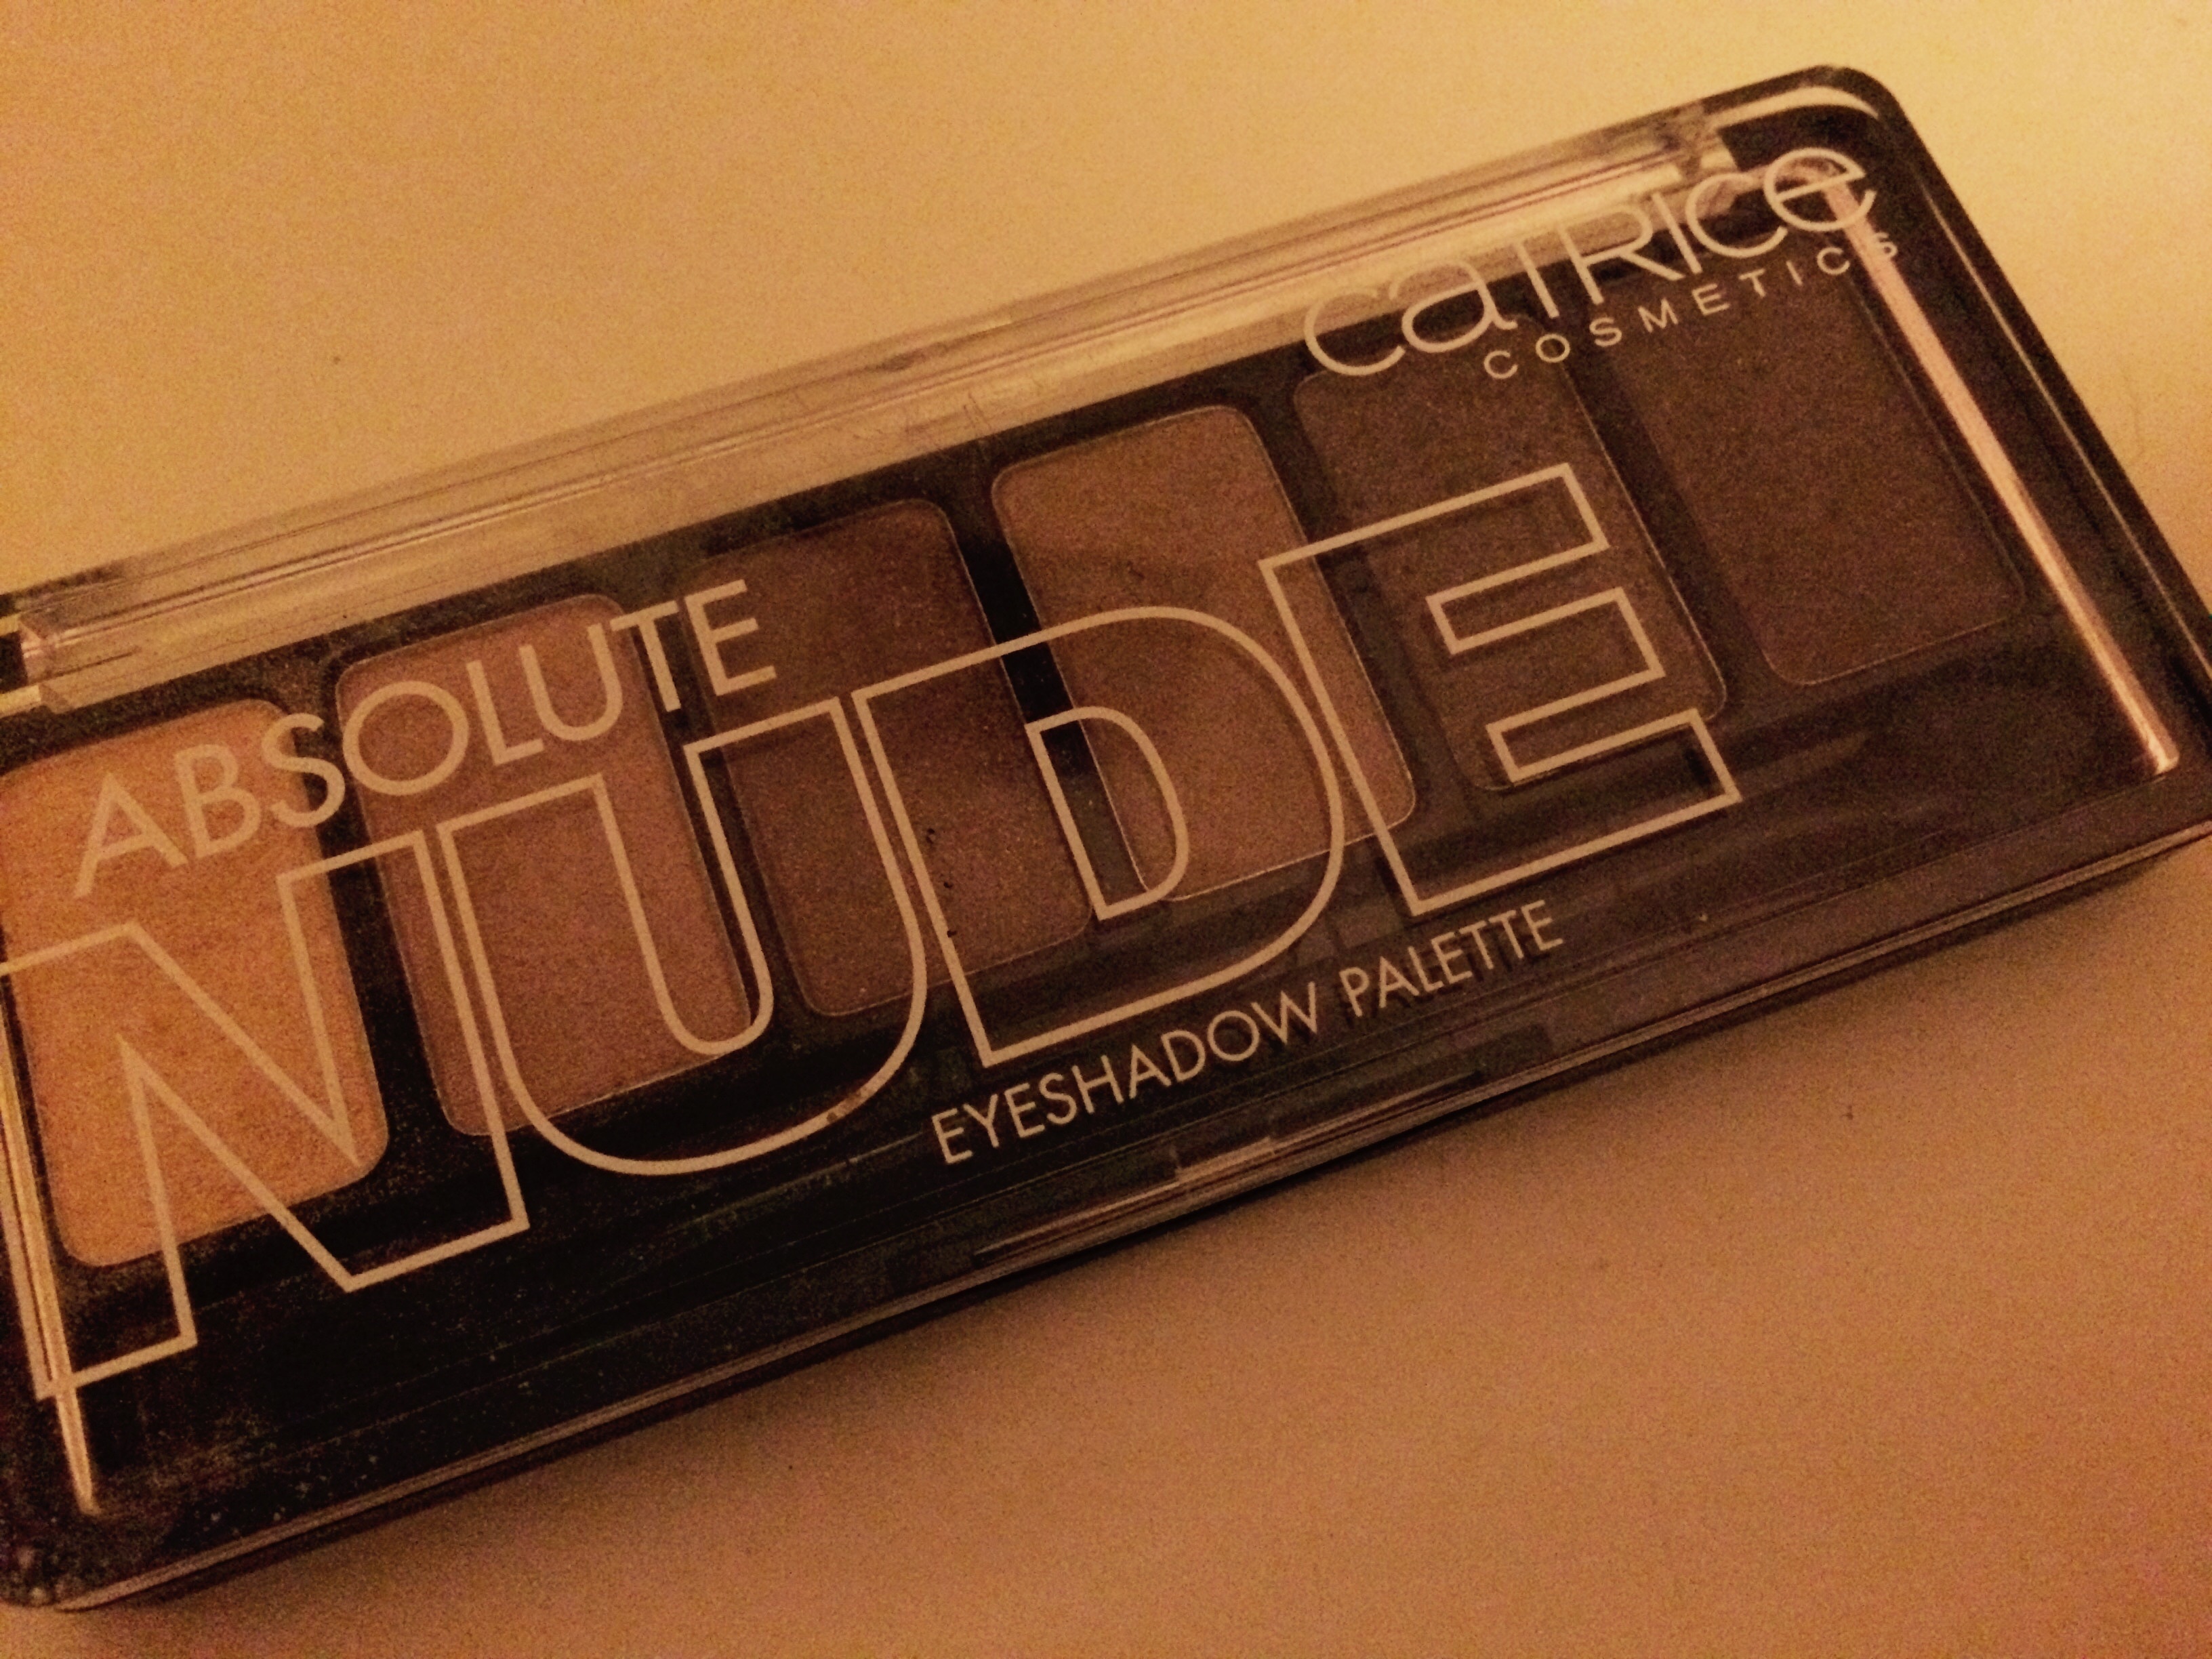 catrice
COSMETICS
ABSOLUTE
NUDE
EYESHADOW PALETTE